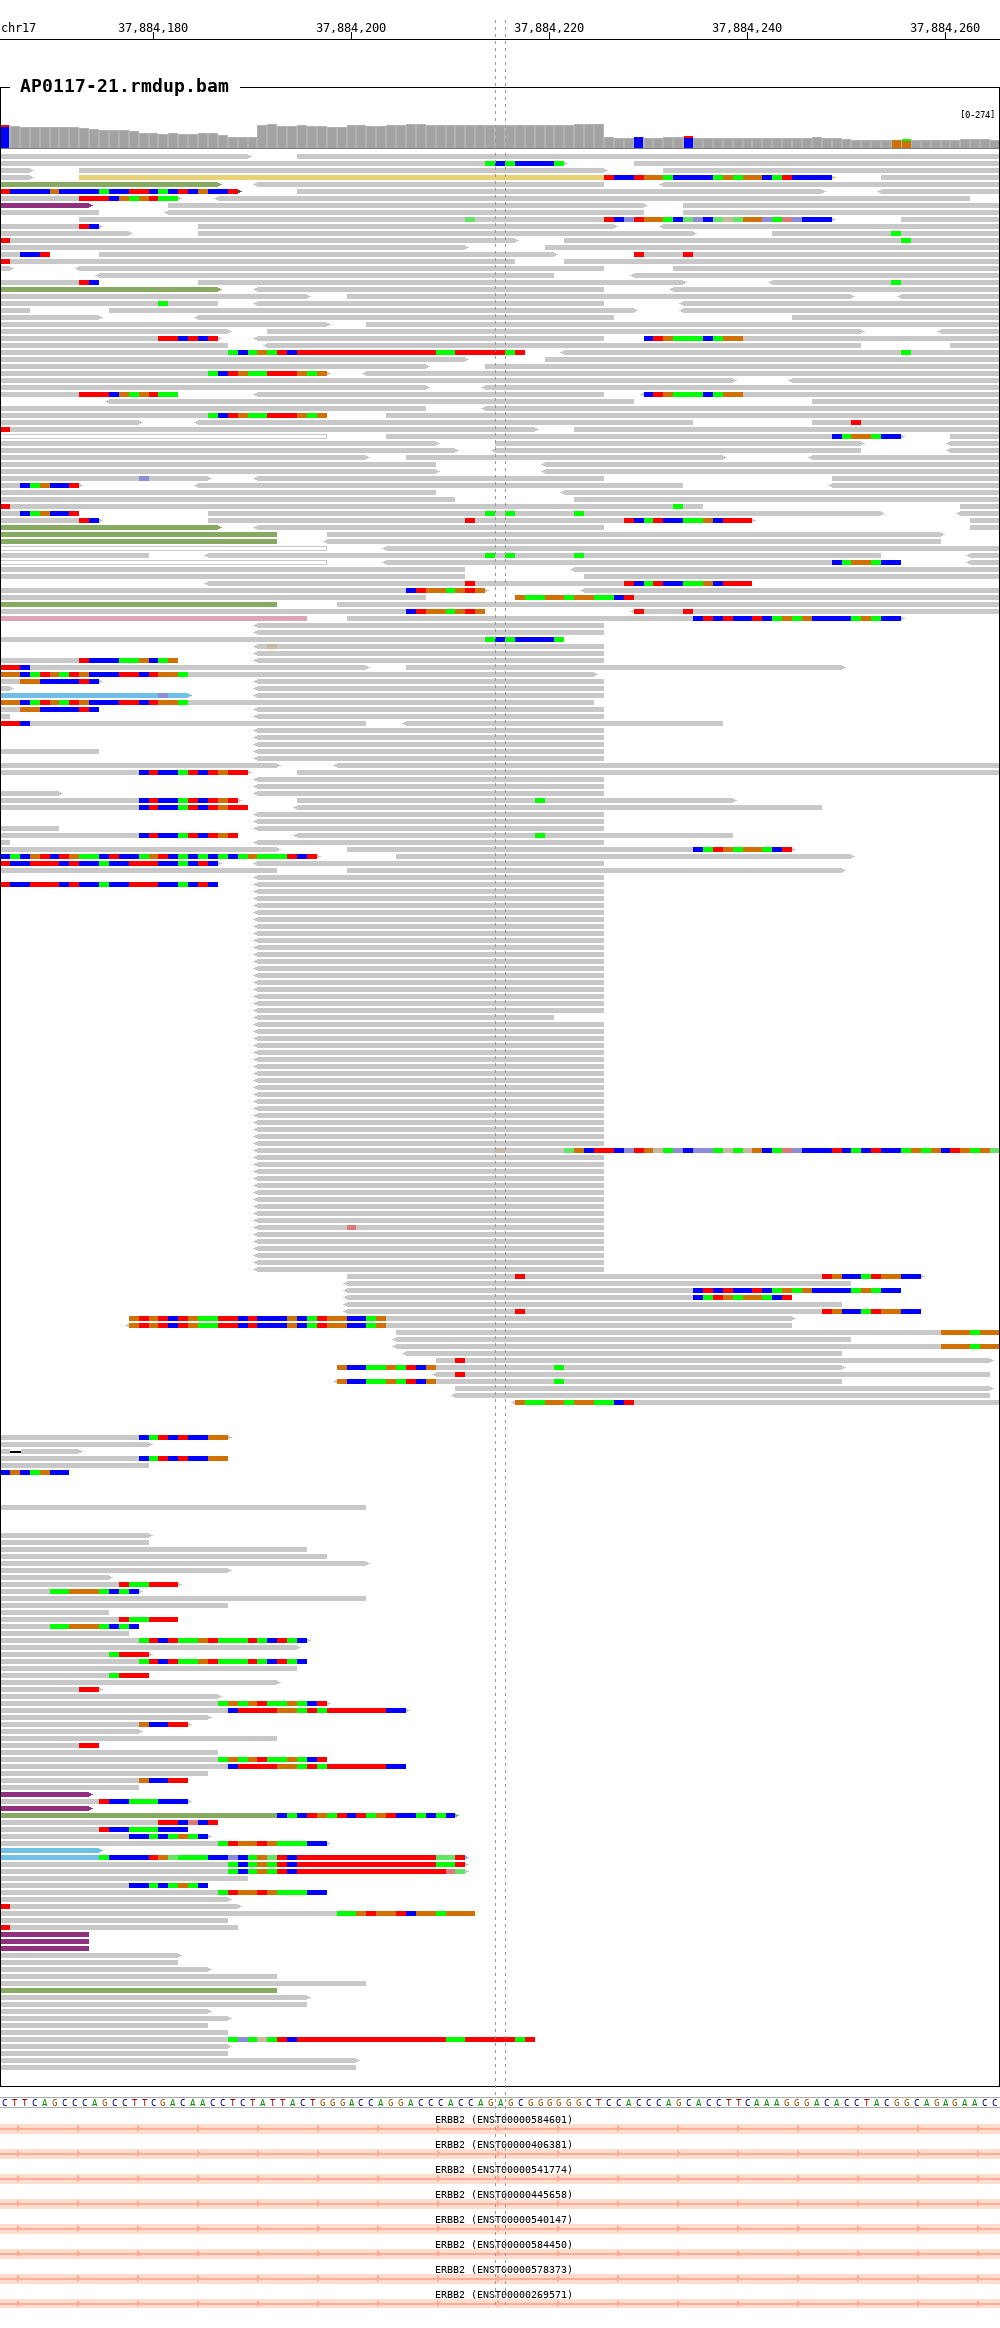 chr17 37,884,180 37,884,200 37,884,220 37,884,240 37,884,260
AP0117-21.rmdup.bam
[0-274]
CTTCAGCCCAGCCTTCGACAACCTCTATTACTGGGACCAGGACCCACCAGAGCGGGGGGCTCCACCCAGCACCTTCAAAGGGACACCTACGGCAGAGAACC
ERBB2 (ENST00000584601)
ERBB2 (ENST00000406381)
ERBB2 (ENST00000541774)
ERBB2 (ENST00000445658)
ERBB2 (ENST00000540147)
ERBB2 (ENST00000584450)
ERBB2 (ENST00000578373)
ERBB2 (ENST00000269571)